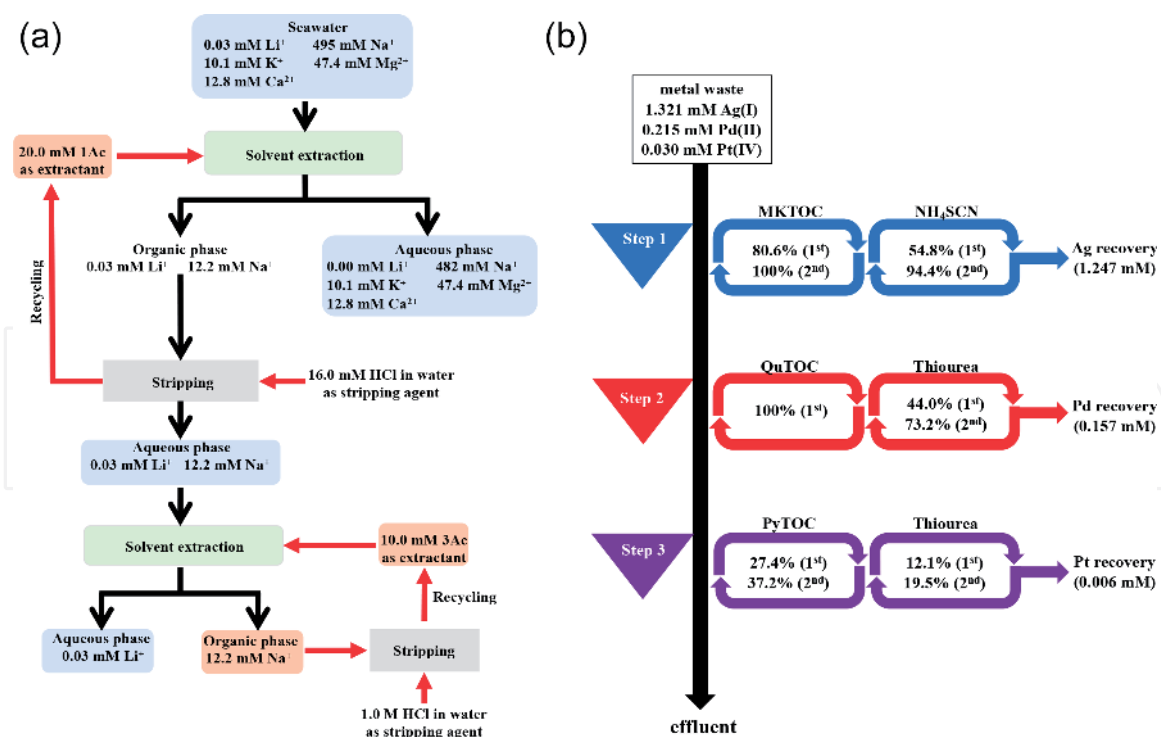 (a)
Seawater
0.03 mM Li⁺ 495 mM Na⁺
10.1 mM K⁺ 47.4 mM Mg²⁺
12.8 mM Ca²⁺
20.0 mM 1Ac
as extractant
Solvent extraction
Recycling
Organic phase
0.03 mM Li⁺ 12.2 mM Na⁺
Aqueous phase
0.00 mM Li⁺ 482 mM Na⁺
10.1 mM K⁺ 47.4 mM Mg²⁺
12.8 mM Ca²⁺
Stripping
16.0 mM HCl in water
as stripping agent
Aqueous phase
0.03 mM Li⁺ 12.2 mM Na⁺
Solvent extraction
10.0 mM 3Ac
as extractant
Recycling
Aqueous phase
0.03 mM Li⁺
Organic phase
12.2 mM Na⁺
Stripping
1.0 M HCl in water
as stripping agent
(b)
metal waste
1.321 mM Ag(I)
0.215 mM Pd(II)
0.030 mM Pt(IV)
Step 1
MKTOC
80.6% (1st)
100% (2nd)
NH₄SCN
54.8% (1st)
94.4% (2nd)
Ag recovery
(1.247 mM)
Step 2
QuTOC
100% (1st)
Thiourea
44.0% (1st)
73.2% (2nd)
Pd recovery
(0.157 mM)
Step 3
PyTOC
27.4% (1st)
37.2% (2nd)
Thiourea
12.1% (1st)
19.5% (2nd)
Pt recovery
(0.006 mM)
effluent